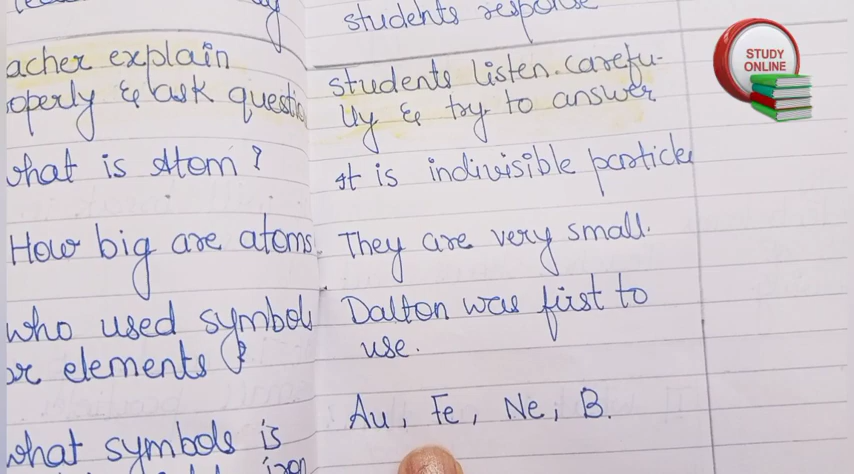 students response
acher explain
operly & ask questio
students listen carefu-
lly & try to answer
what is Atom?
It is indivisible particle
How big are atoms.
They are very small.
who used symbols
or elements?
Dalton was first to
use.
what symbols is
Au, Fe, Ne, B.
STUDY
ONLINE